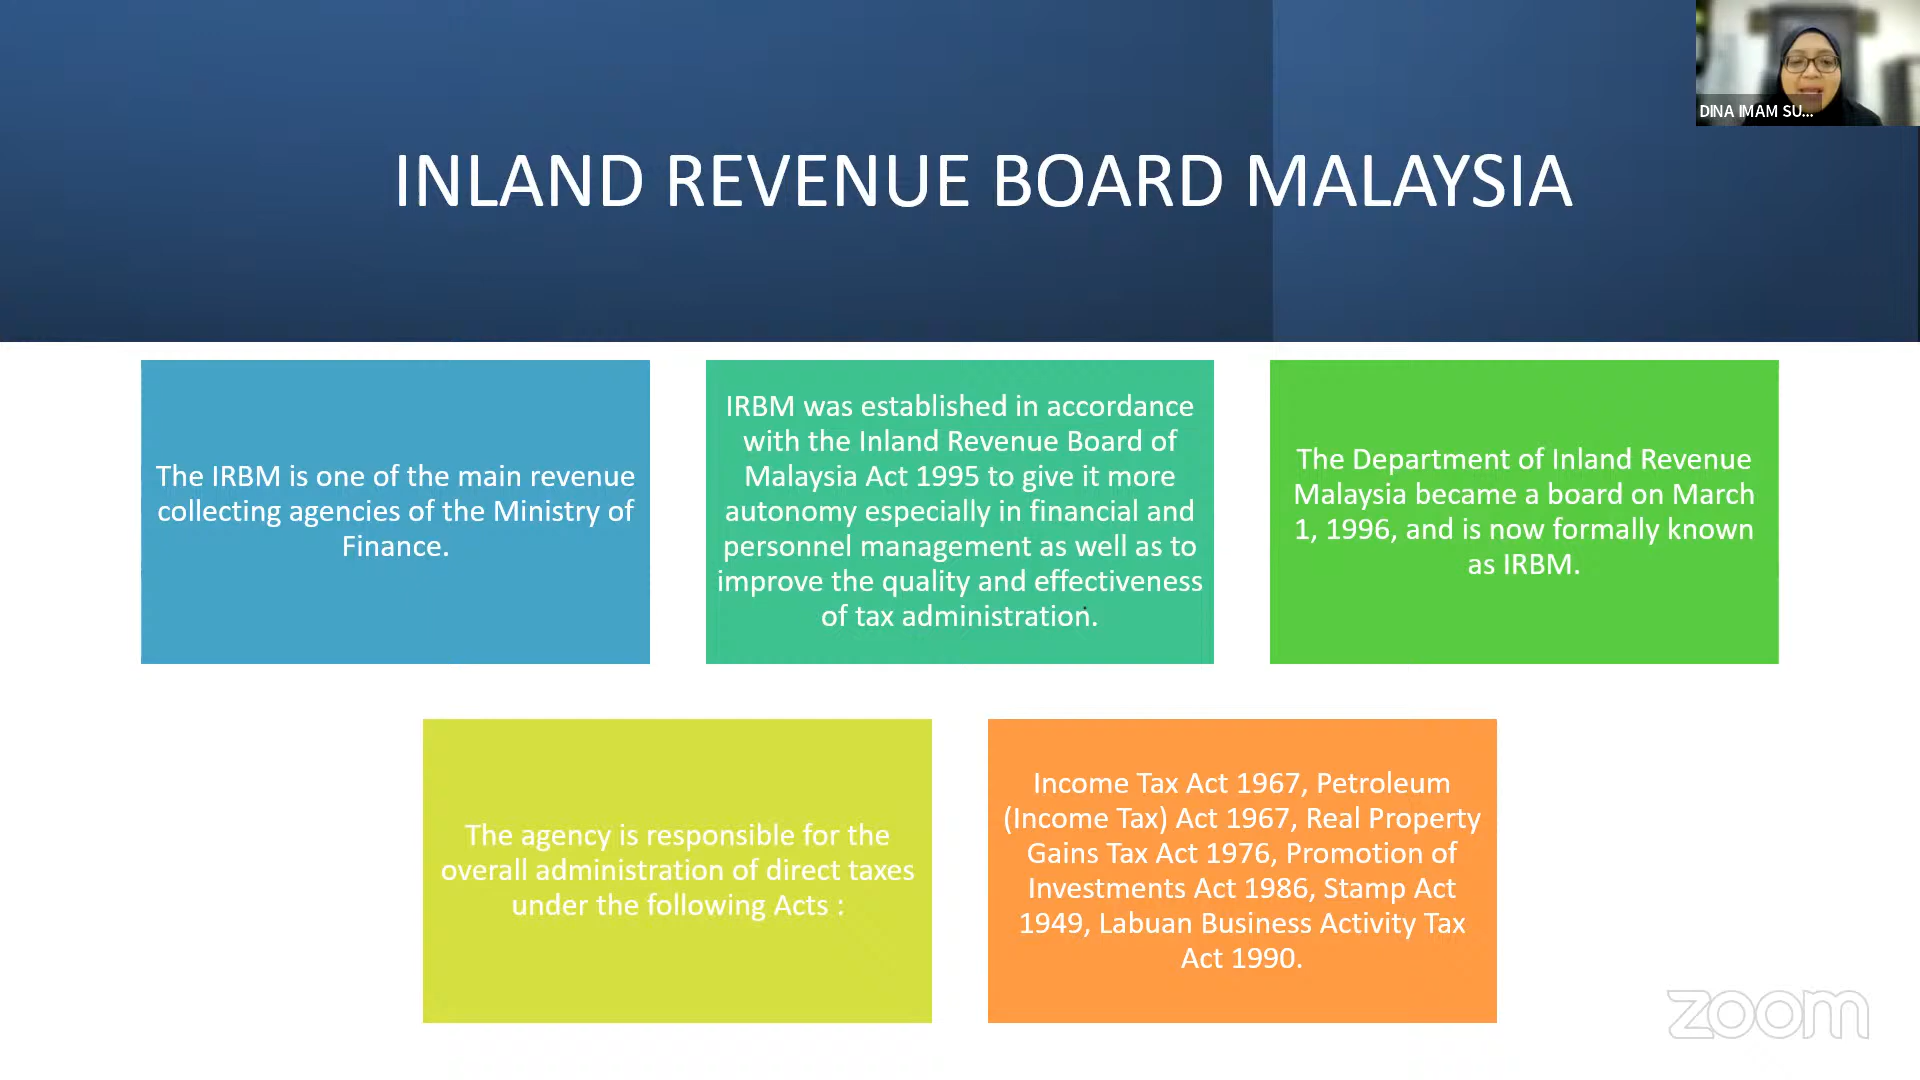 DINA IMAM SU...
INLAND REVENUE BOARD MALAYSIA
The IRBM is one of the main revenue
collecting agencies of the Ministry of
Finance.
IRBM was established in accordance
with the Inland Revenue Board of
Malaysia Act 1995 to give it more
autonomy especially in financial and
personnel management as well as to
improve the quality and effectiveness
of tax administration.
The Department of Inland Revenue
Malaysia became a board on March
1, 1996, and is now formally known
as IRBM.
The agency is responsible for the
overall administration of direct taxes
under the following Acts :
Income Tax Act 1967, Petroleum
(Income Tax) Act 1967, Real Property
Gains Tax Act 1976, Promotion of
Investments Act 1986, Stamp Act
1949, Labuan Business Activity Tax
Act 1990.
zoom